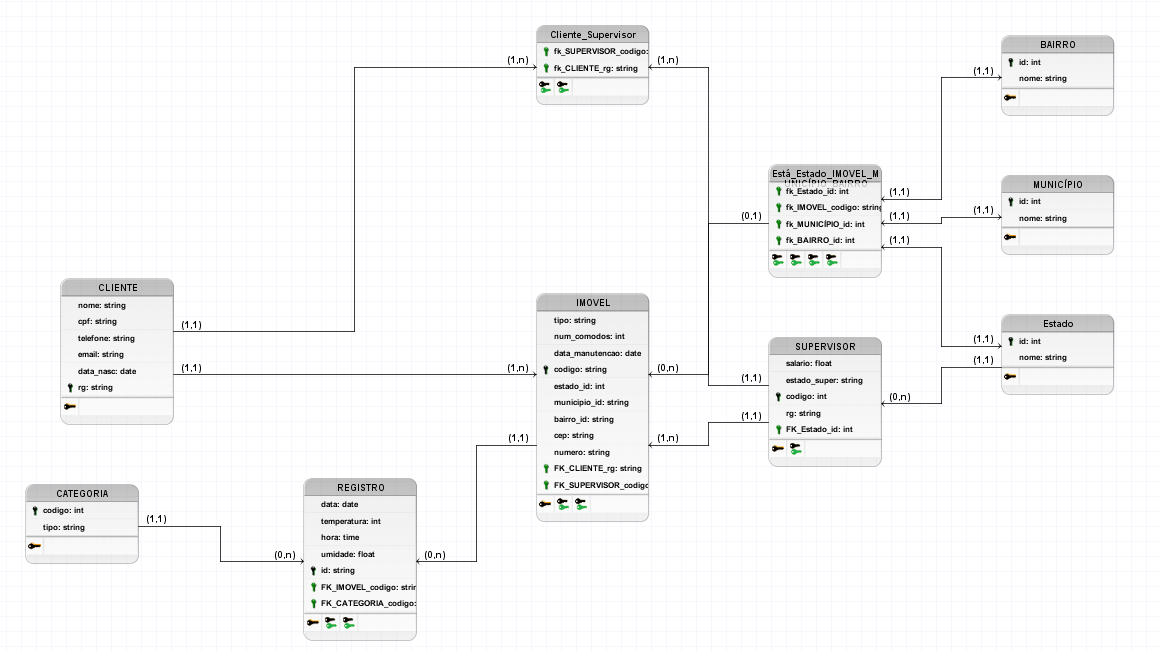 Cliente_Supervisor
fk_SUPERVISOR_codigo:
fk_CLIENTE_rg: string
(1,n)
(1,n)
BAIRRO
id: int
nome: string
(1,1)
Está_Estado_IMOVEL_M
UNICÍPIO_BAIRRO
fk_Estado_id: int
fk_IMOVEL_codigo: string
fk_MUNICÍPIO_id: int
fk_BAIRRO_id: int
(0,1)
(1,1)
(1,1)
(1,1)
MUNICÍPIO
id: int
nome: string
(1,1)
CLIENTE
nome: string
cpf: string
telefone: string
email: string
data_nasc: date
rg: string
(1,1)
(1,1)
IMOVEL
tipo: string
num_comodos: int
data_manutencao: date
codigo: string
estado_id: int
municipio_id: string
bairro_id: string
cep: string
numero: string
FK_CLIENTE_rg: string
FK_SUPERVISOR_codigo
(1,n)
(0,n)
(1,1)
(1,n)
SUPERVISOR
salario: float
estado_super: string
codigo: int
rg: string
FK_Estado_id: int
(1,1)
(1,1)
(0,n)
Estado
id: int
nome: string
(1,1)
(1,1)
CATEGORIA
codigo: int
tipo: string
(1,1)
REGISTRO
data: date
temperatura: int
hora: time
umidade: float
id: string
FK_IMOVEL_codigo: strin
FK_CATEGORIA_codigo:
(0,n)
(0,n)